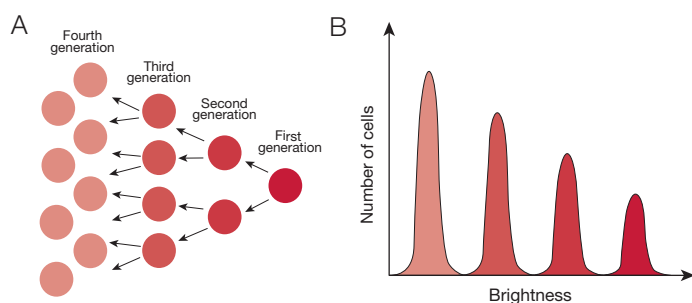 A
Fourth
generation
Third
generation
Second
generation
First
generation
B
Number of cells
Brightness